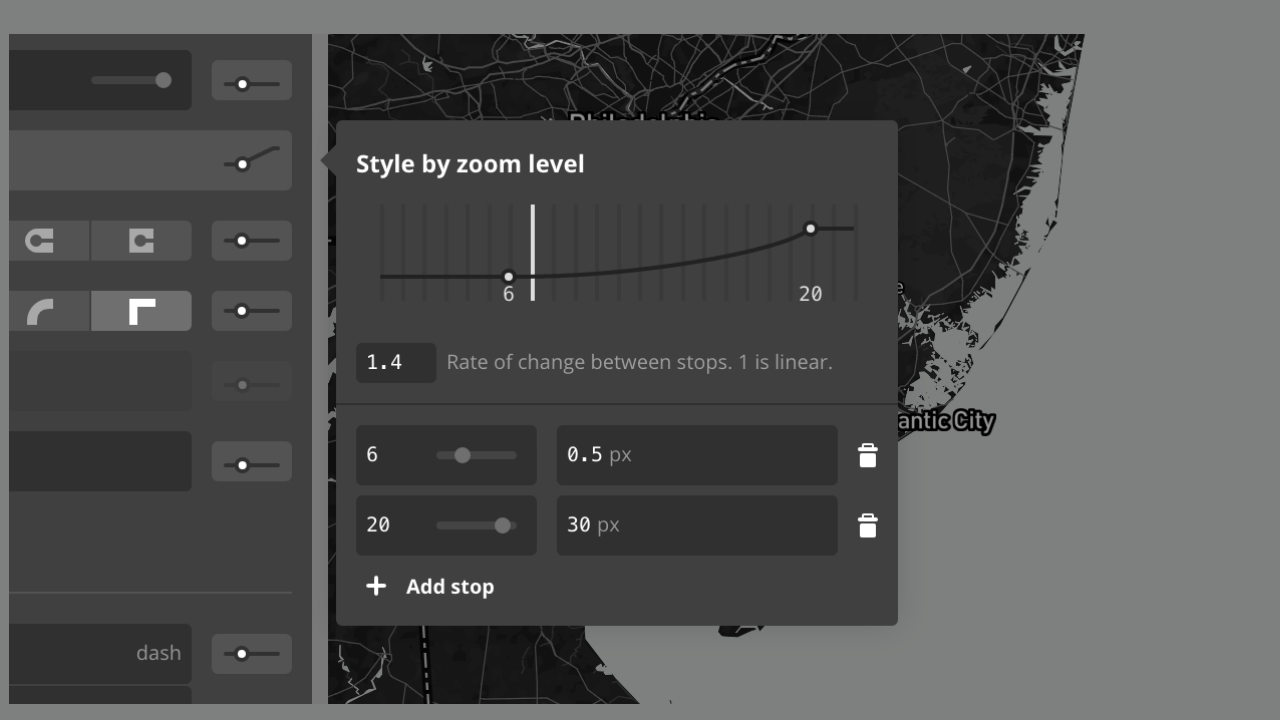 Philadelphia
Style by zoom level
6
20
1.4
Rate of change between stops. 1 is linear.
antic City
6
0.5 px
20
30 px
Add stop
dash